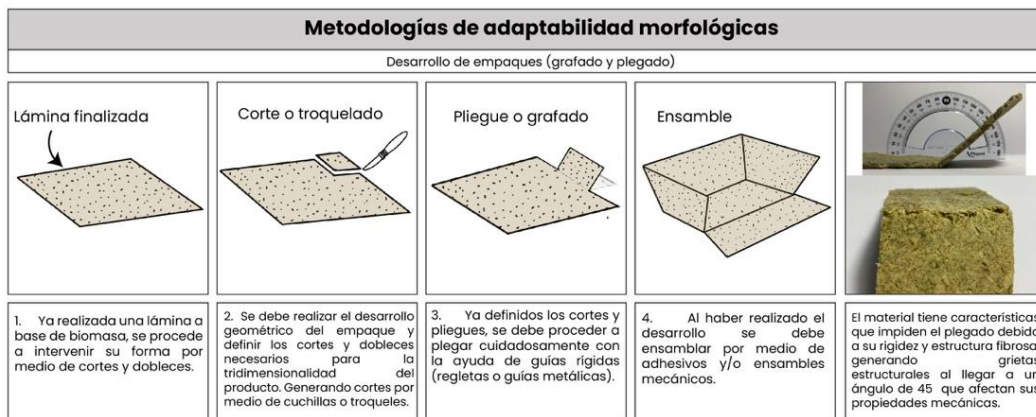 Metodologías de adaptabilidad morfológicas
Desarrollo de empaques (grafado y plegado)
Lámina finalizada
Corte o troquelado
Pliegue o grafado
Ensamble
1. Ya realizada una lámina a
base de biomasa, se procede
a intervenir su forma por
medio de cortes y dobleces.
2. Se debe realizar el desarrollo
geométrico del empaque y
definir los cortes y dobleces
necesarios para la
tridimensionalidad del
producto. Generando cortes por
medio de cuchillas o troqueles.
3. Ya definidos los cortes y
pliegues, se debe proceder a
plegar cuidadosamente con
la ayuda de guías rígidas
(regletas o guías metálicas).
4. Al haber realizado el
desarrollo se debe
ensamblar por medio de
adhesivos y/o ensambles
mecánicos.
El material tiene características
que impiden el plegado debido
a su rigidez y estructura fibrosa
generando grietas
estructurales al llegar a un
ángulo de 45 que afectan sus
propiedades mecánicas.